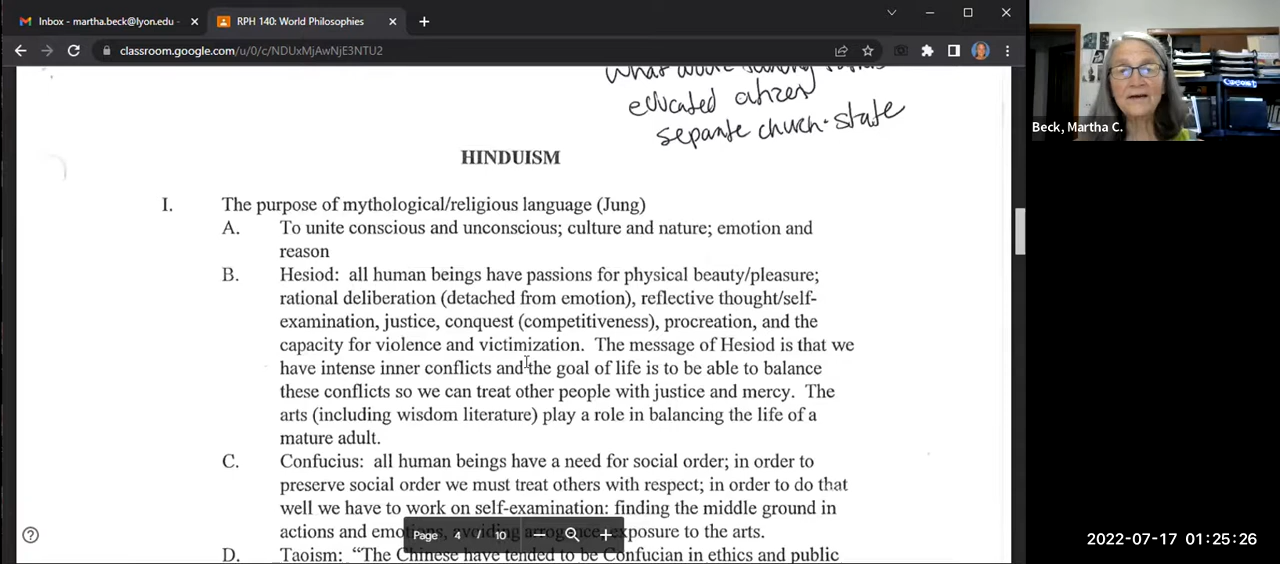 Inbox - martha.beck@lyon.edu -
RPH 140: World Philosophies
classroom.google.com/u/0/c/NDUxMjAwNjE3NTU2
What
educated citizen
separate church + state
HINDUISM
I. The purpose of mythological/religious language (Jung)
A. To unite conscious and unconscious; culture and nature; emotion and
reason
B. Hesiod: all human beings have passions for physical beauty/pleasure;
rational deliberation (detached from emotion), reflective thought/self-
examination, justice, conquest (competitiveness), procreation, and the
capacity for violence and victimization. The message of Hesiod is that we
have intense inner conflicts and the goal of life is to be able to balance
these conflicts so we can treat other people with justice and mercy. The
arts (including wisdom literature) play a role in balancing the life of a
mature adult.
C. Confucius: all human beings have a need for social order; in order to
preserve social order we must treat others with respect; in order to do that
well we have to work on self-examination: finding the middle ground in
actions and emotions, avoiding arrogance, exposure to the arts.
Page 4 / 10
D. Taoism: “The Chinese have tended to be Confucian in ethics and public
Beck, Martha C.
2022-07-17 01:25:26